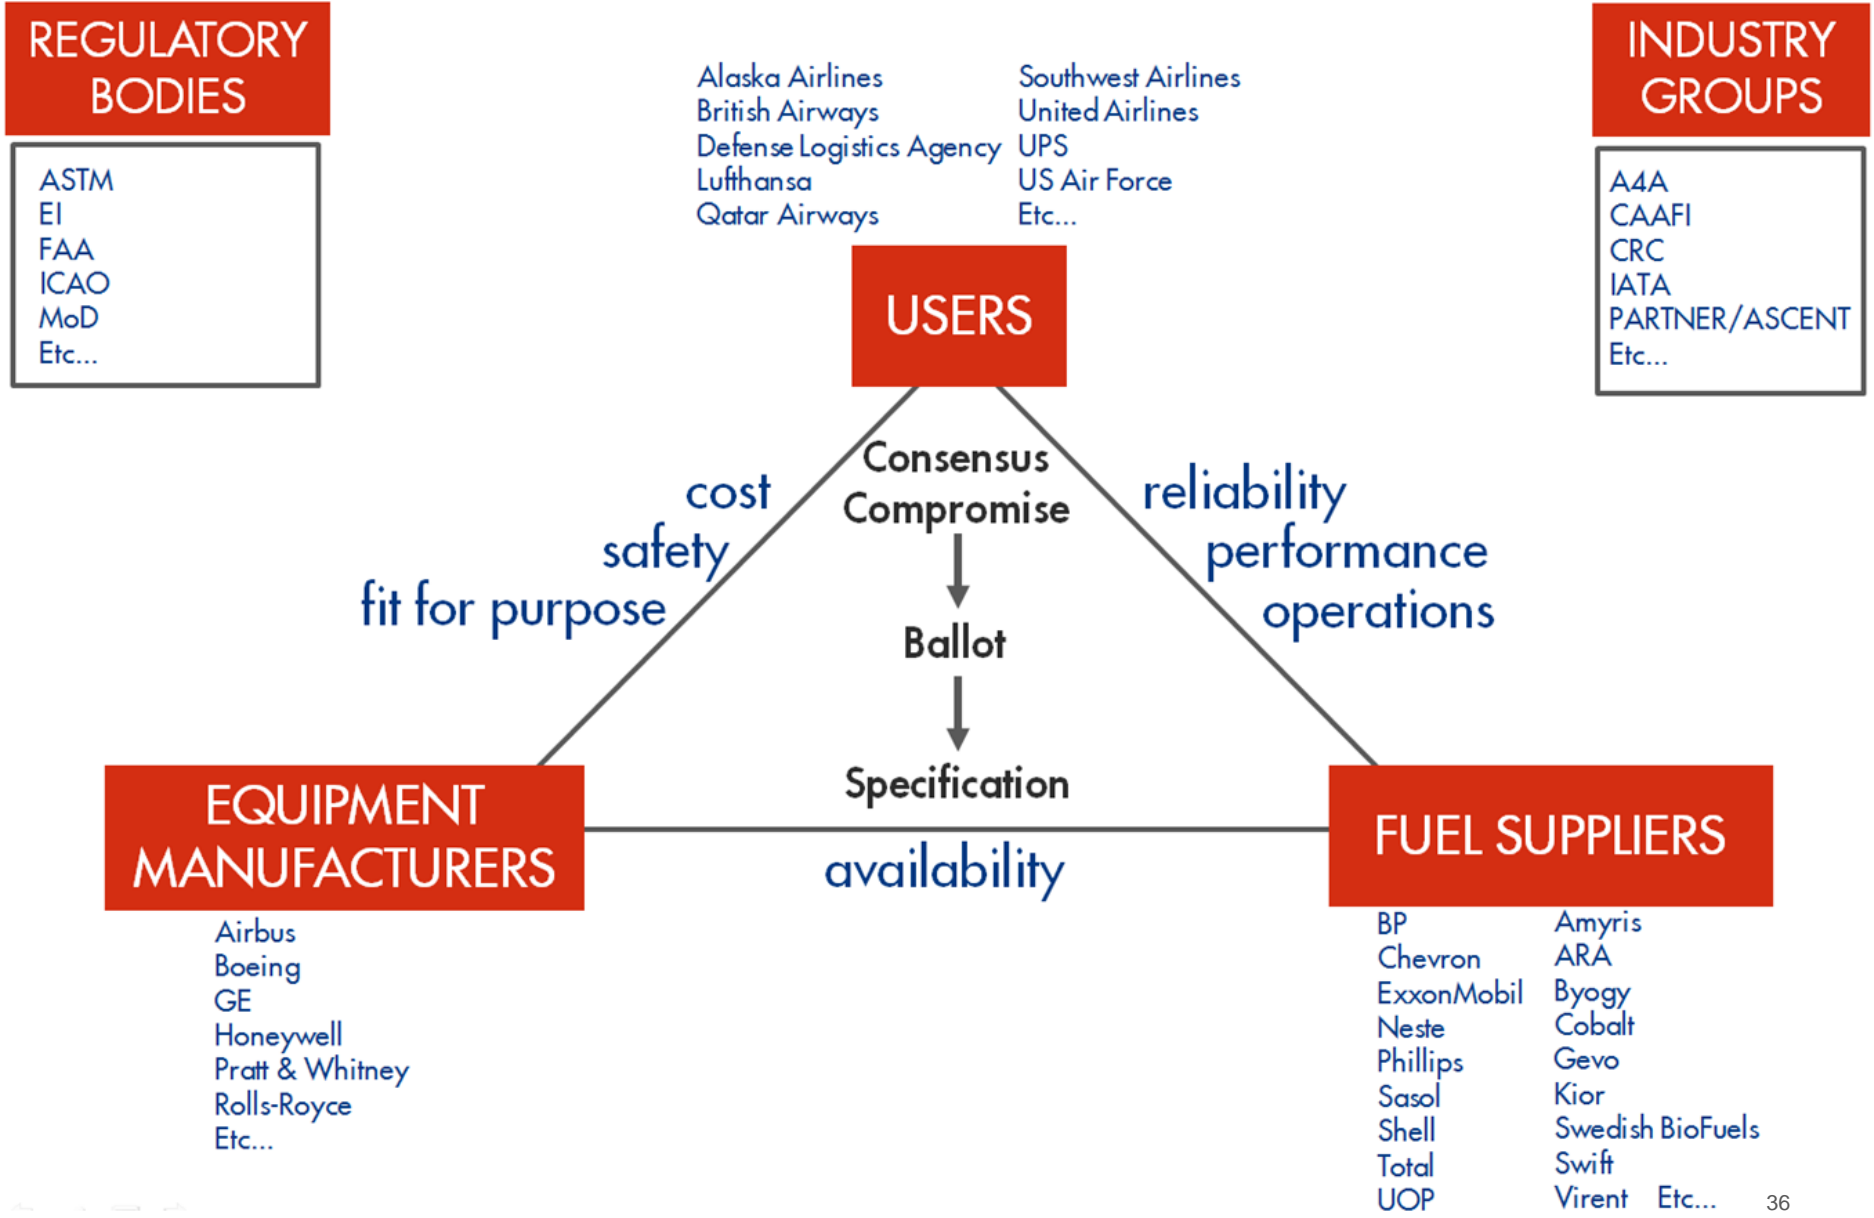 REGULATORY
BODIES
ASTM
EI
FAA
ICAO
MoD
Etc...
Alaska Airlines
British Airways
Defense Logistics Agency
Lufthansa
Qatar Airways
Southwest Airlines
United Airlines
UPS
US Air Force
Etc...
INDUSTRY
GROUPS
A4A
CAAFI
CRC
IATA
PARTNER/ASCENT
Etc...
USERS
cost
safety
fit for purpose
Consensus
Compromise
Ballot
Specification
reliability
performance
operations
availability
EQUIPMENT
MANUFACTURERS
Airbus
Boeing
GE
Honeywell
Pratt & Whitney
Rolls-Royce
Etc...
FUEL SUPPLIERS
BP
Chevron
ExxonMobil
Neste
Phillips
Sasol
Shell
Total
UOP
Amyris
ARA
Byogy
Cobalt
Gevo
Kior
Swedish BioFuels
Swift
Virent Etc...
36